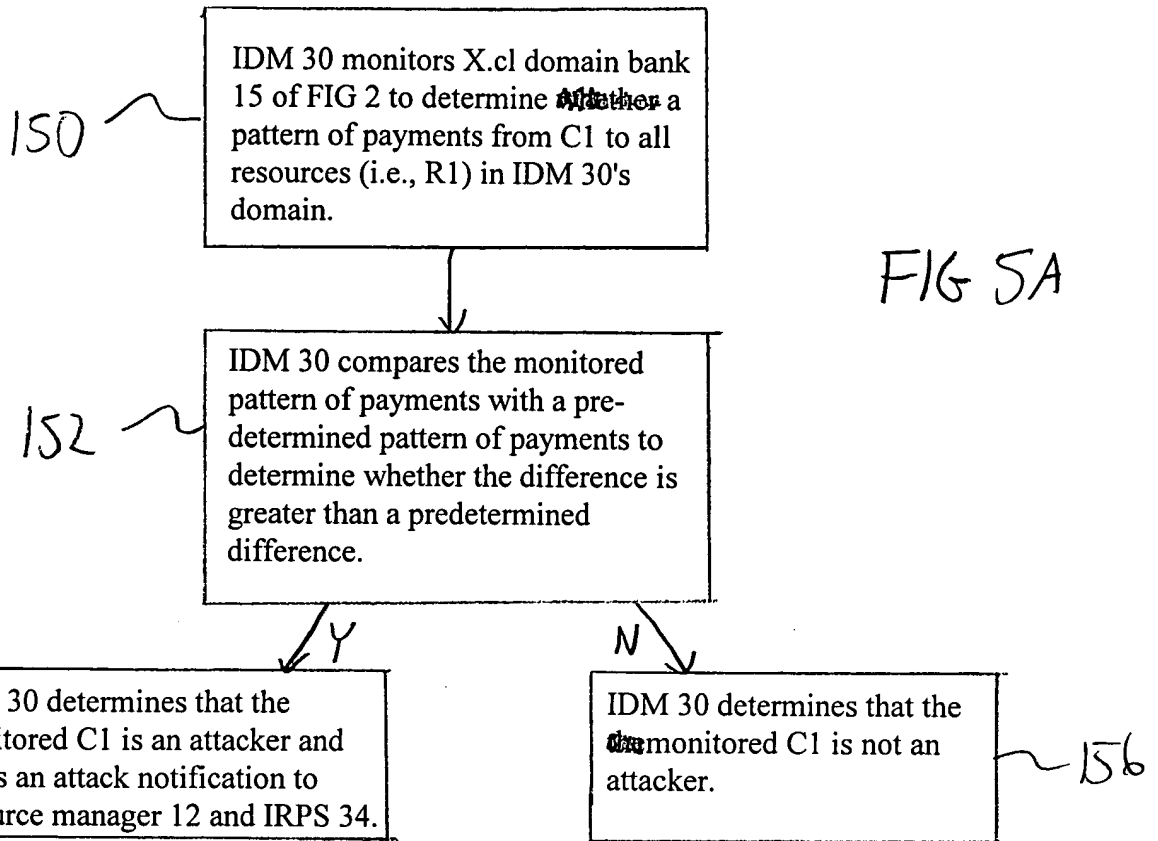 IDM 30 monitors X.cl domain bank
15 of FIG 2 to determine a
pattern of payments from C1 to all
resources (i.e., R1) in IDM 30's
domain.
150
FIG 5A
IDM 30 compares the monitored
pattern of payments with a pre-
determined pattern of payments to
determine whether the difference is
greater than a predetermined
difference.
152
Y
N
30 determines that the
itored C1 is an attacker and
s an attack notification to
urce manager 12 and IRPS 34.
IDM 30 determines that the
monitored C1 is not an
attacker.
156